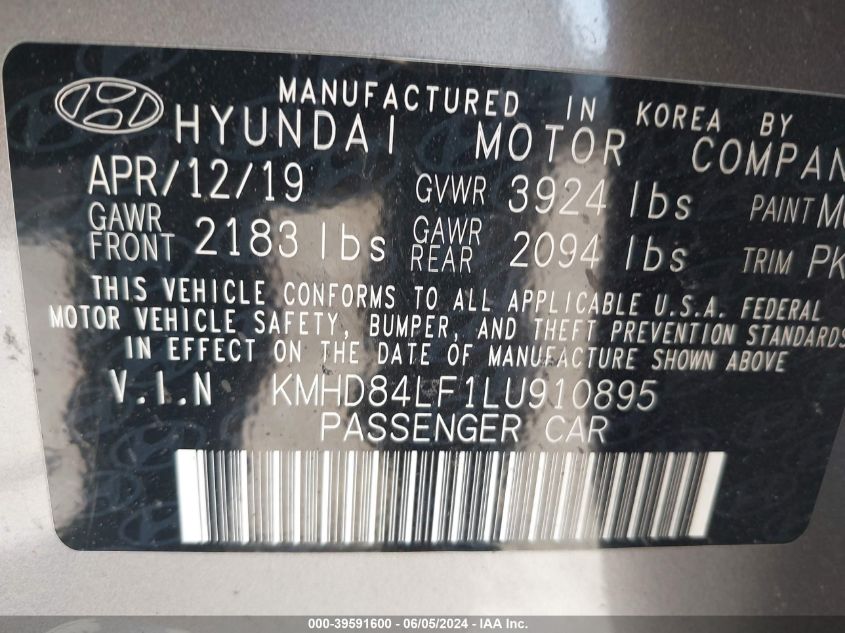 MANUFACTURED IN KOREA BY
HYUNDAI MOTOR COMPAN
APR/12/19 GVWR 3924 lbs PAINT
GAWR FRONT 2183 lbs GAWR REAR 2094 lbs TRIM PK
THIS VEHICLE CONFORMS TO ALL APPLICABLE U.S.A. FEDERAL
MOTOR VEHICLE SAFETY, BUMPER, AND THEFT PREVENTION STANDARDS
IN EFFECT ON THE DATE OF MANUFACTURE SHOWN ABOVE
V.I.N KMHD84LF1LU910895
PASSENGER CAR
000-39591600 - 06/05/2024 - IAA Inc.